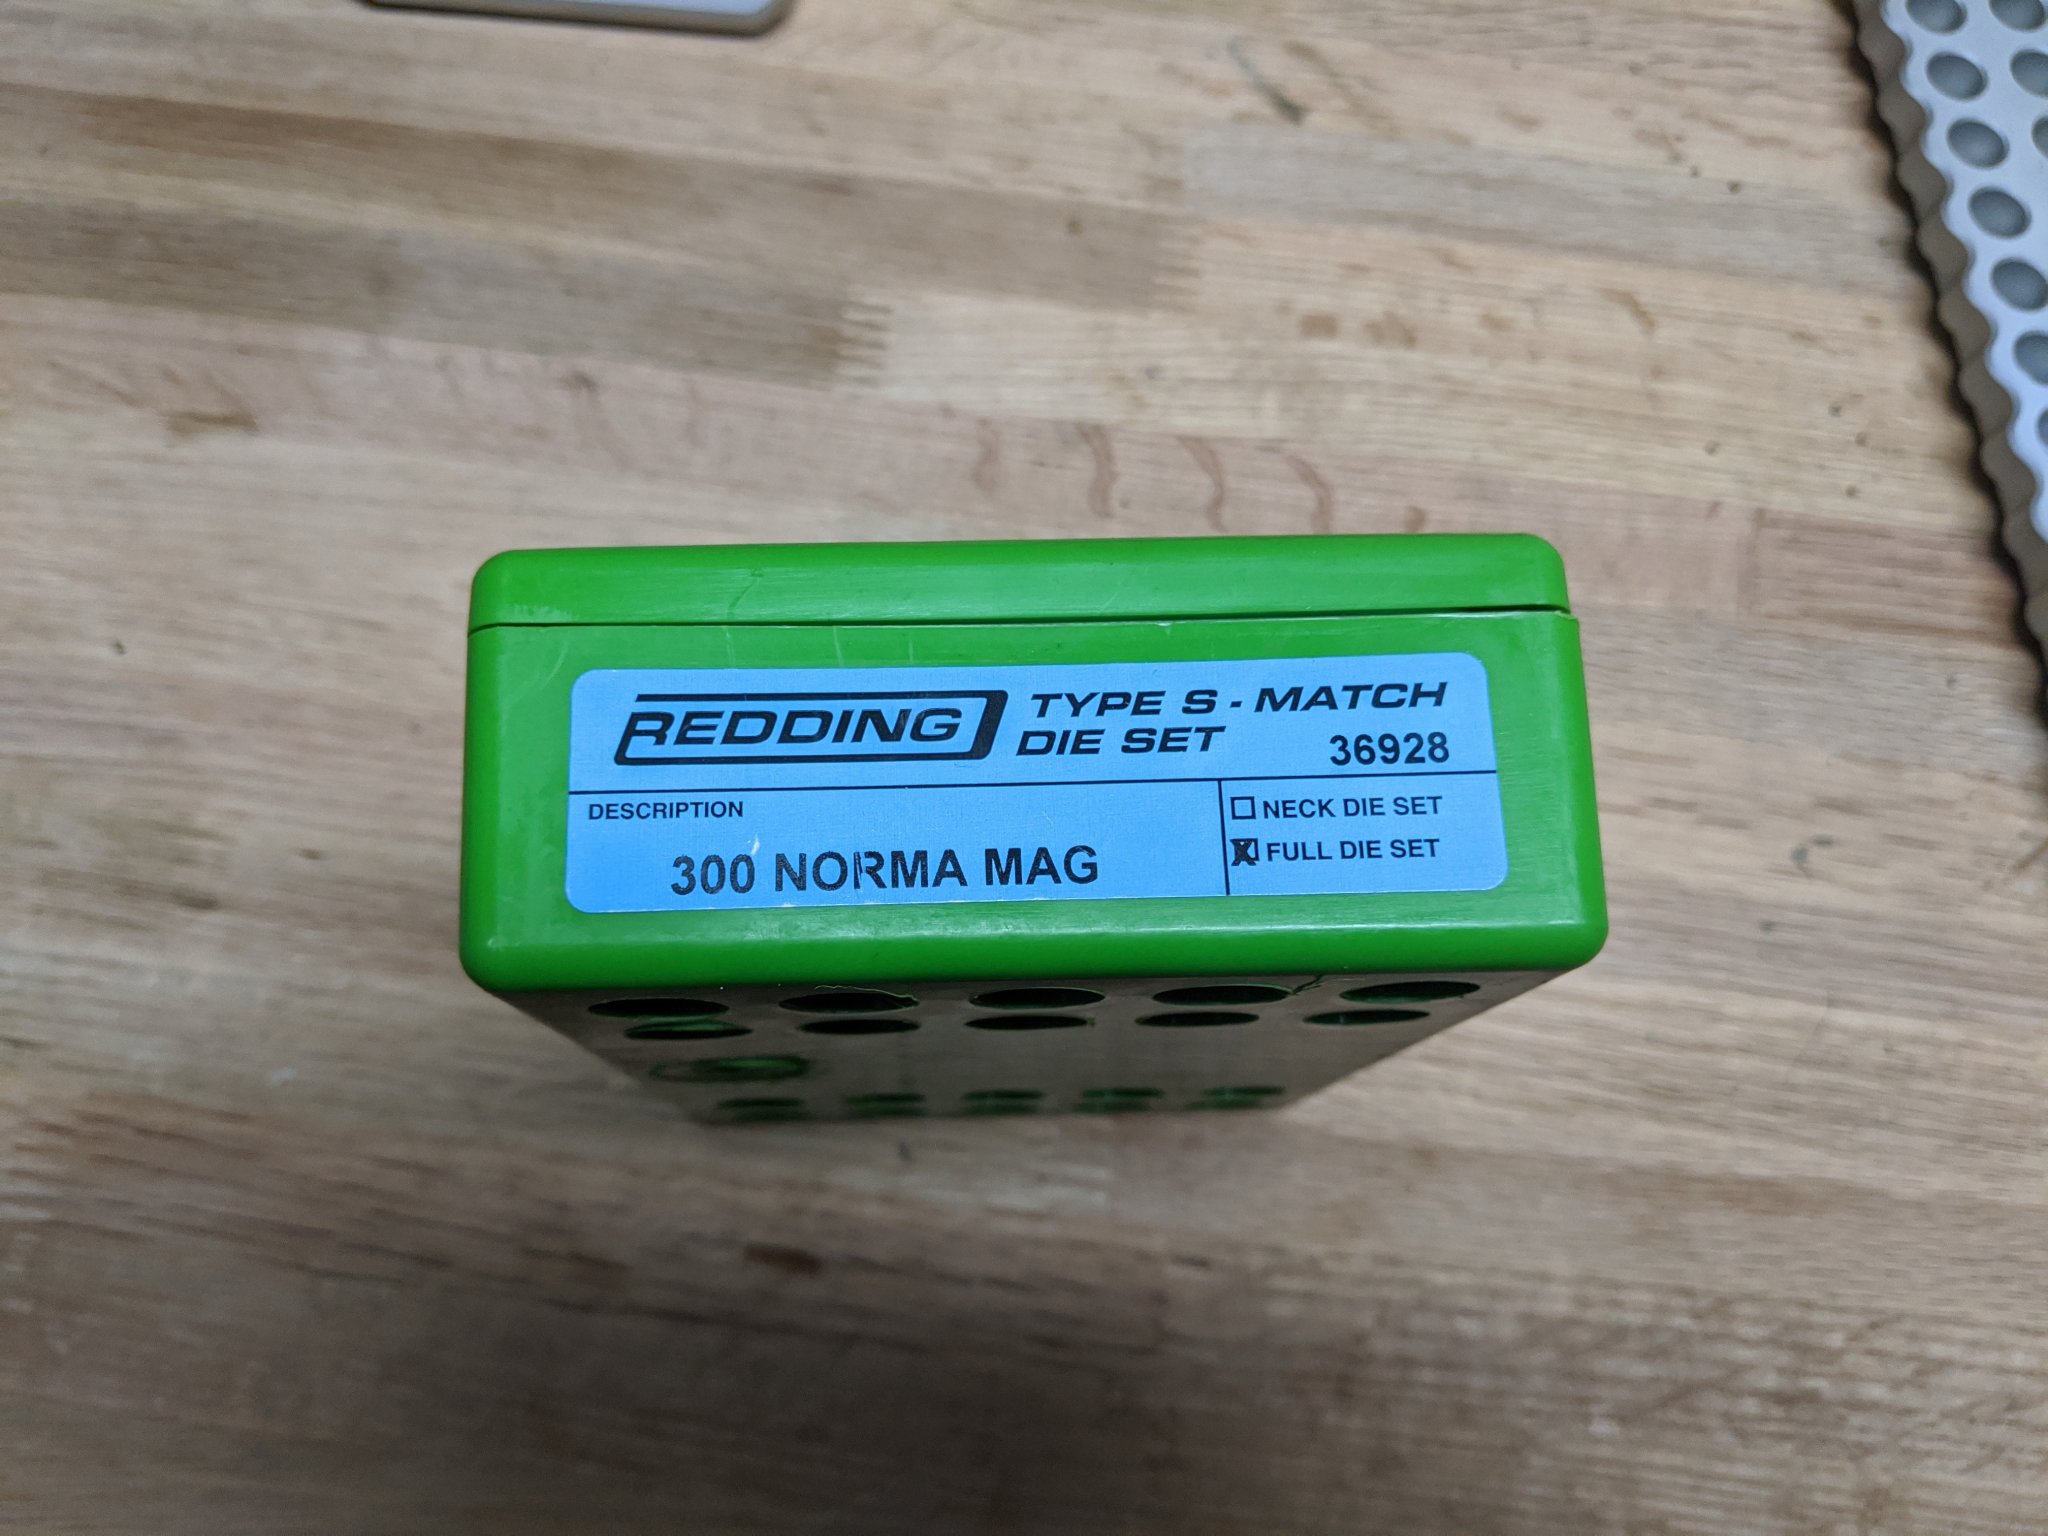 REDDING TYPE S - MATCH
DIE SET 36928
DESCRIPTION
300 NORMA MAG
NECK DIE SET
FULL DIE SET